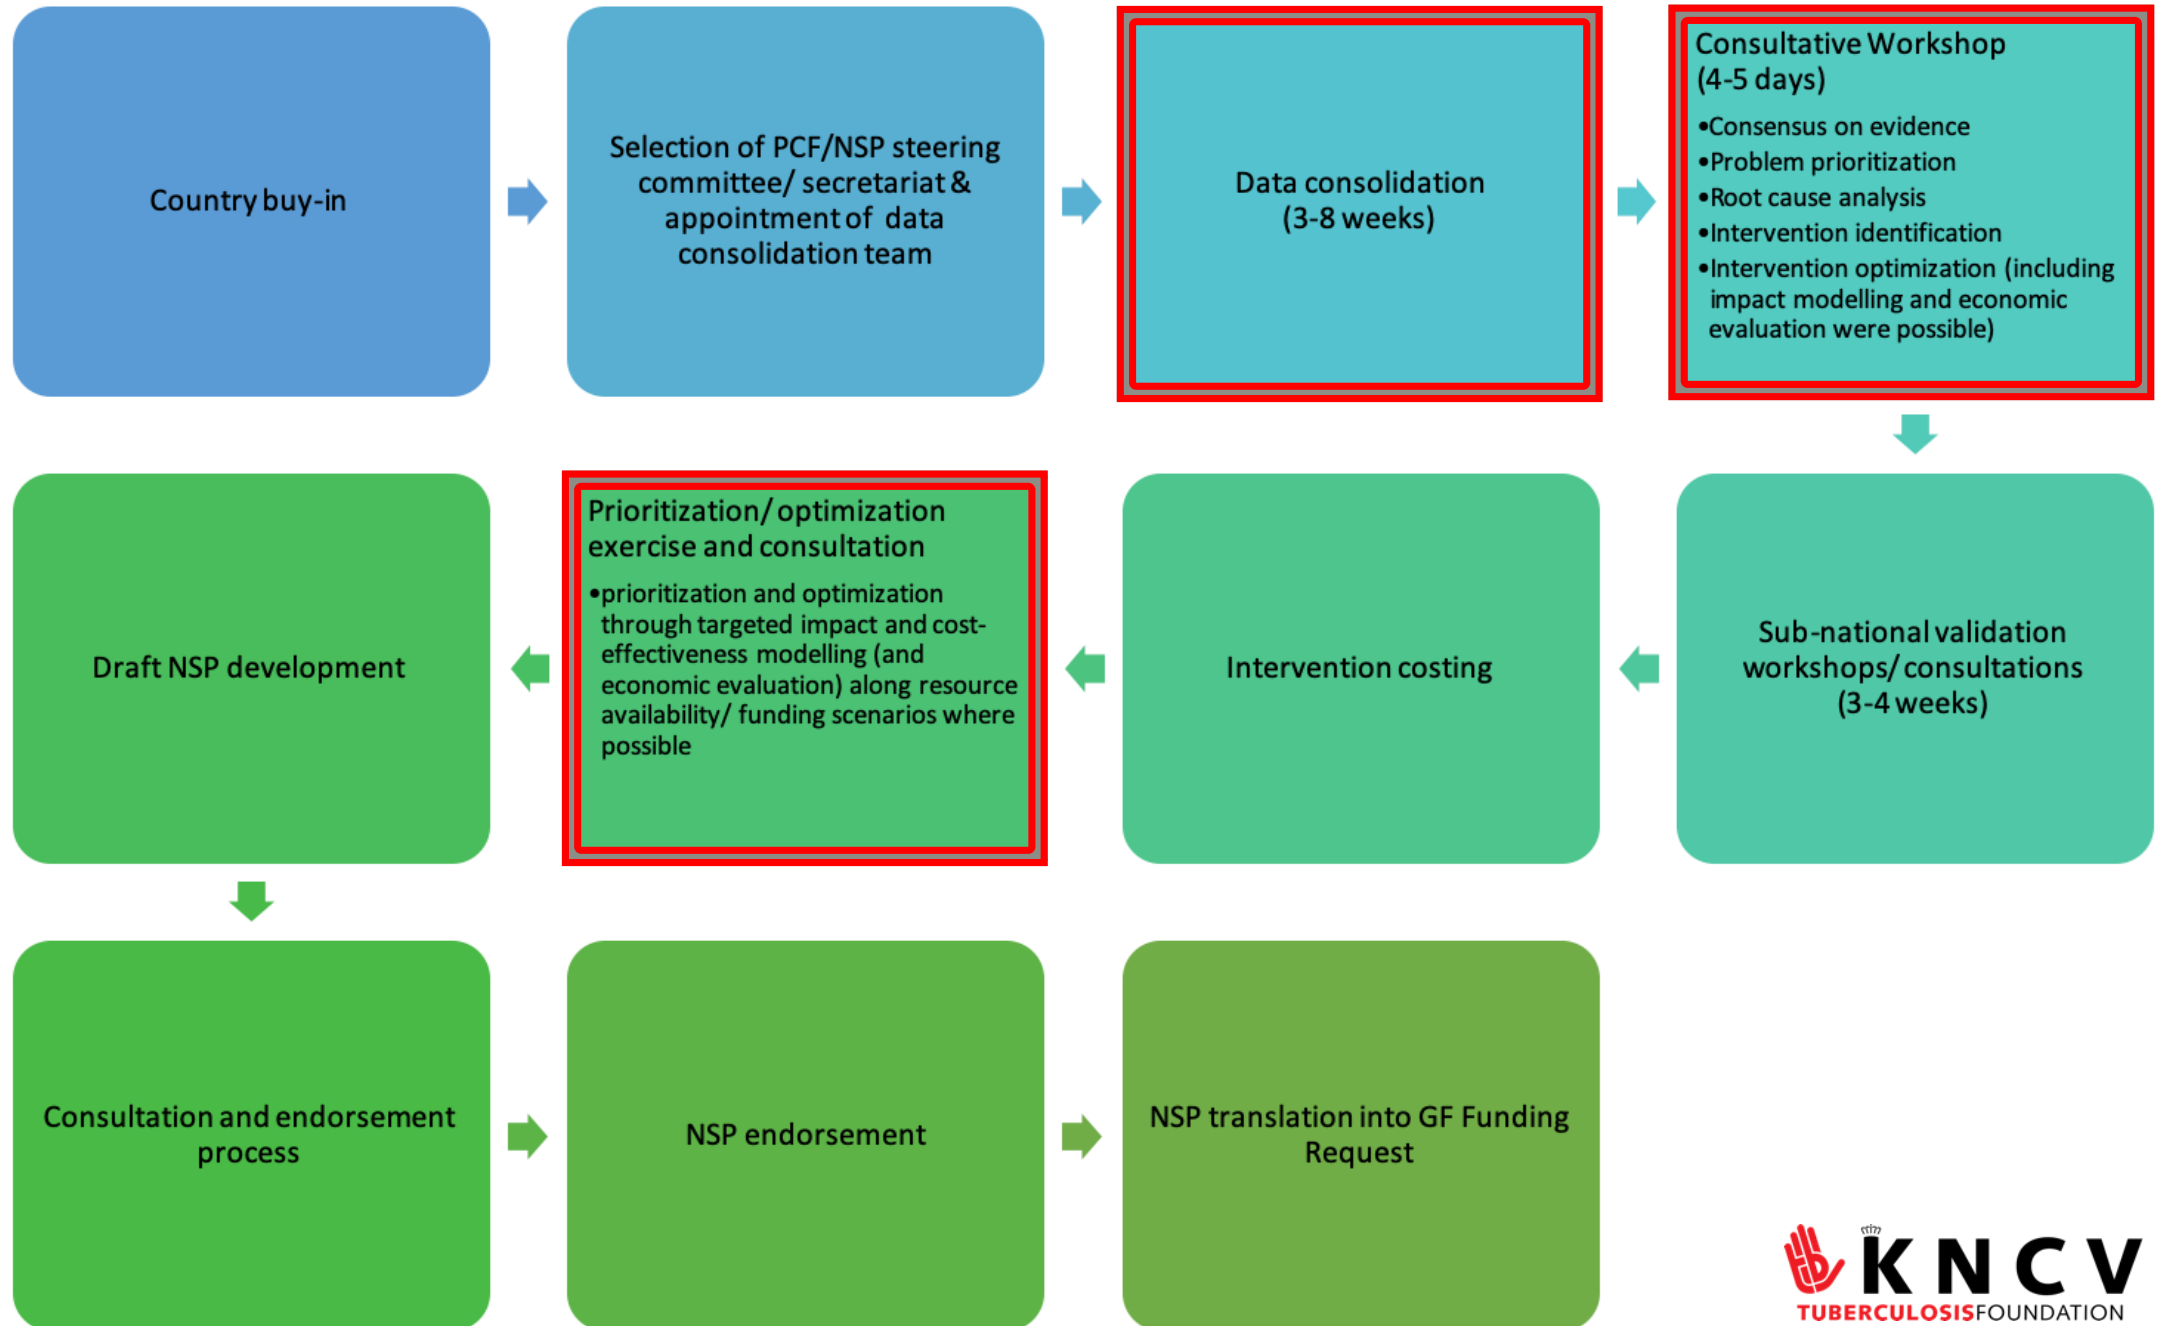 Country buy-in
Selection of PCF/NSP steering
committee/ secretariat &
appointment of data
consolidation team
Data consolidation
(3-8 weeks)
Consultative Workshop
(4-5 days)
•Consensus on evidence
•Problem prioritization
•Root cause analysis
•Intervention identification
•Intervention optimization (including
impact modelling and economic
evaluation were possible)
Sub-national validation
workshops/ consultations
(3-4 weeks)
Intervention costing
Prioritization/ optimization
exercise and consultation
•prioritization and optimization
through targeted impact and cost-
effectiveness modelling (and
economic evaluation) along resource
availability/ funding scenarios where
possible
Draft NSP development
Consultation and endorsement
process
NSP endorsement
NSP translation into GF Funding
Request
KNCV
TUBERCULOSISFOUNDATION